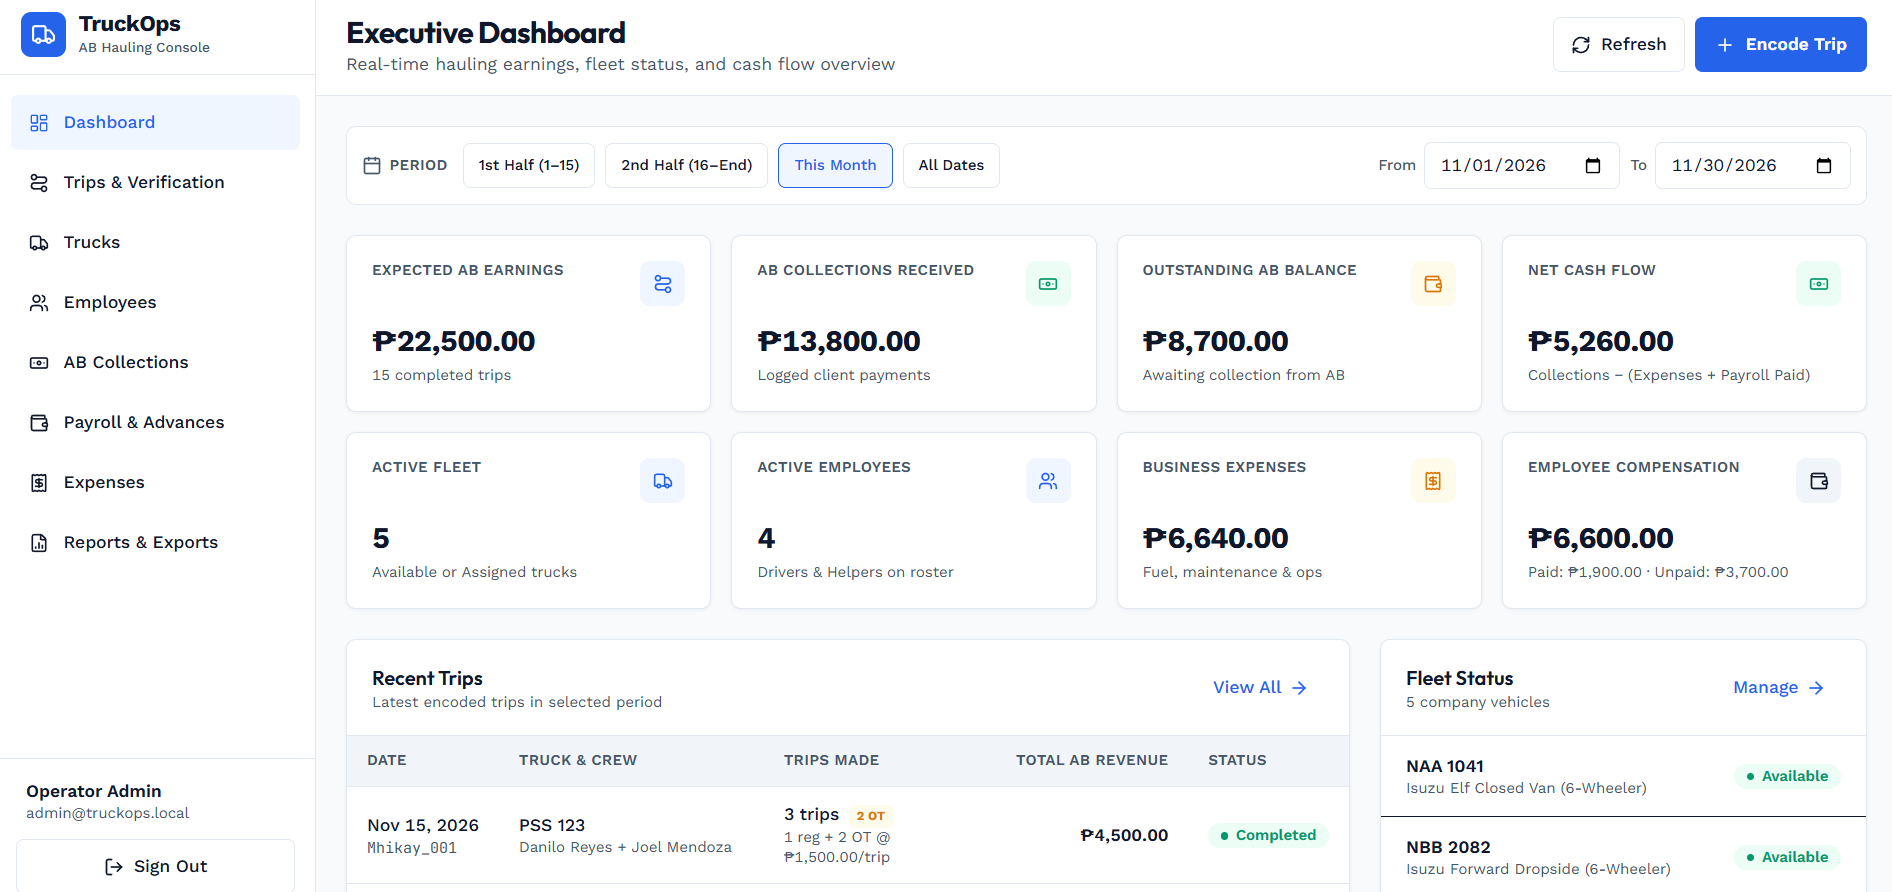 TruckOps
AB Hauling Console
Dashboard
Trips & Verification
Trucks
Employees
AB Collections
Payroll & Advances
Expenses
Reports & Exports
Operator Admin
admin@truckops.local
Sign Out
Executive Dashboard
Real-time hauling earnings, fleet status, and cash flow overview
Refresh
+ Encode Trip
PERIOD
1st Half (1–15)
2nd Half (16–End)
This Month
All Dates
From
11/01/2026
To
11/30/2026
EXPECTED AB EARNINGS
₱22,500.00
15 completed trips
AB COLLECTIONS RECEIVED
₱13,800.00
Logged client payments
OUTSTANDING AB BALANCE
₱8,700.00
Awaiting collection from AB
NET CASH FLOW
₱5,260.00
Collections – (Expenses + Payroll Paid)
ACTIVE FLEET
5
Available or Assigned trucks
ACTIVE EMPLOYEES
4
Drivers & Helpers on roster
BUSINESS EXPENSES
₱6,640.00
Fuel, maintenance & ops
EMPLOYEE COMPENSATION
₱6,600.00
Paid: ₱1,900.00 · Unpaid: ₱3,700.00
Recent Trips
Latest encoded trips in selected period
View All →
DATE TRUCK & CREW TRIPS MADE TOTAL AB REVENUE STATUS
Nov 15, 2026
Mhikay_001
PSS 123
Danilo Reyes + Joel Mendoza
3 trips 2 OT
1 reg + 2 OT @
₱1,500.00/trip
₱4,500.00
Completed
Fleet Status
5 company vehicles
Manage →
NAA 1041
Isuzu Elf Closed Van (6-Wheeler)
Available
NBB 2082
Isuzu Forward Dropside (6-Wheeler)
Available